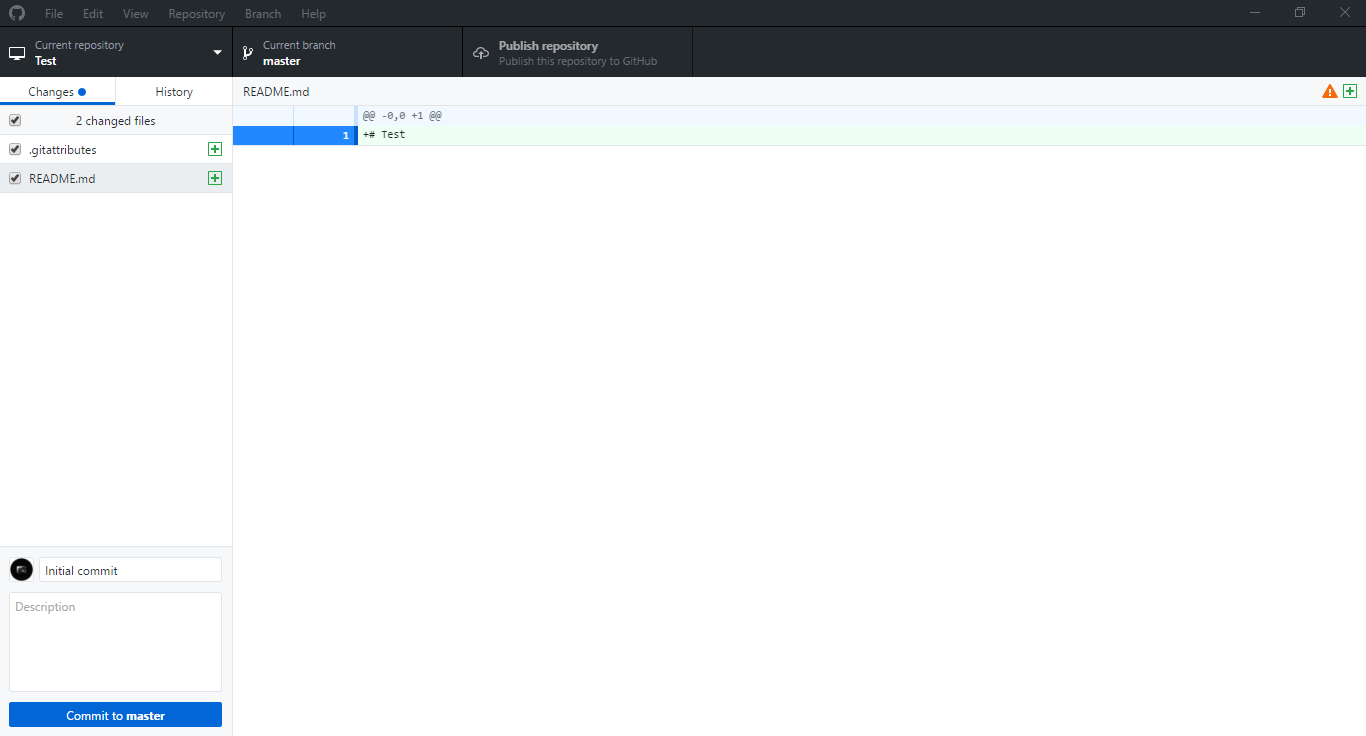 File Edit View Repository Branch Help
Current repository
Test
Current branch
master
Publish repository
Publish this repository to GitHub
Changes
History
README.md
2 changed files
.gitattributes
README.md
@@ -0,0 +1 @@
1 +# Test
Initial commit
Description
Commit to master